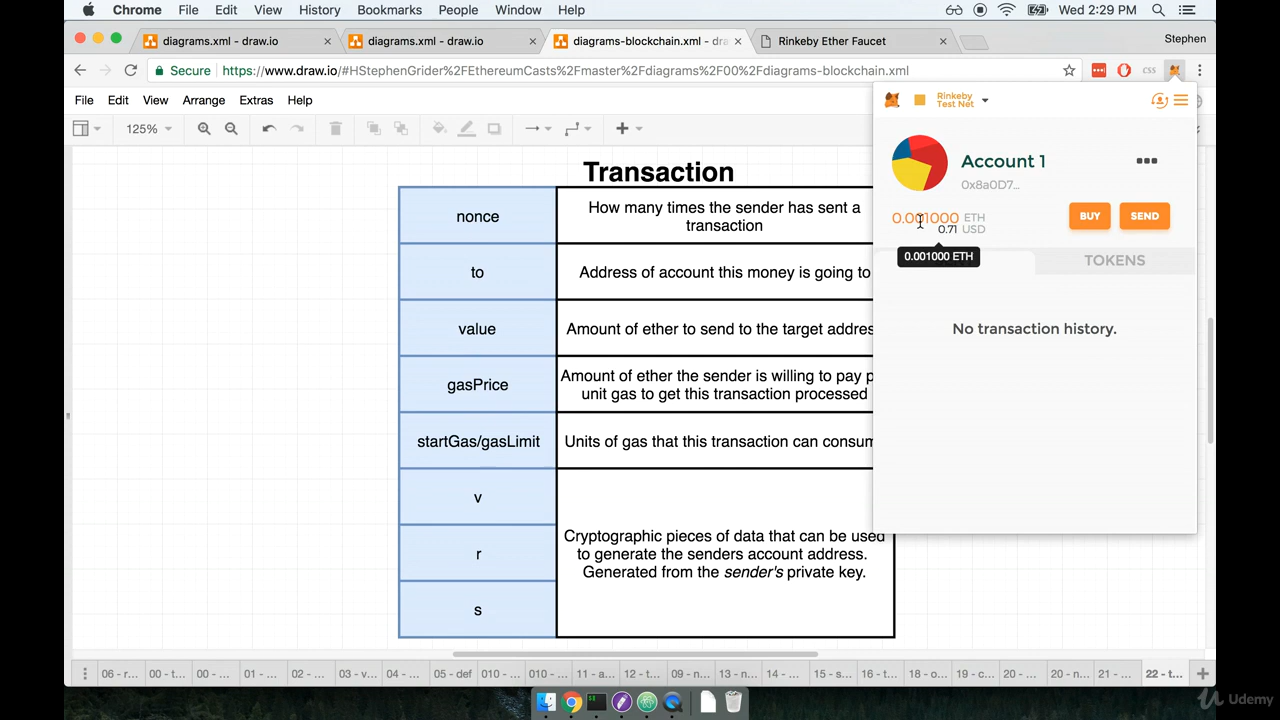 Chrome File Edit View History Bookmarks People Window Help Wed 2:29 PM
diagrams.xml - draw.io
diagrams.xml - draw.io
diagrams-blockchain.xml - dra
Rinkeby Ether Faucet
Stephen
Secure https://www.draw.io/#HStephenGrider%2FEthereumCasts%2Fmaster%2Fdiagrams%2F00%2Fdiagrams-blockchain.xml
css
File Edit View Arrange Extras Help
125%
Rinkeby
Test Net
Account 1
0x8a0D7...
0.001000 ETH
0.71 USD
BUY
SEND
0.001000 ETH
TOKENS
No transaction history.
Transaction
nonce
How many times the sender has sent a
transaction
to
Address of account this money is going to
value
Amount of ether to send to the target addres
gasPrice
Amount of ether the sender is willing to pay p
unit gas to get this transaction processed
startGas/gasLimit
Units of gas that this transaction can consum
v
r
s
Cryptographic pieces of data that can be used
to generate the senders account address.
Generated from the sender's private key.
06 - r... 00 - t... 00 - ... 01 - ... 02 - ... 03 - v... 04 - ... 05 - def 010 - ... 010 - ... 11 - a... 12 - t... 09 - n... 13 - n... 14 - ... 15 - s... 16 - t... 18 - o... 19 - c... 20 - ... 20 - n... 21 - ... 22 - t...
Udemy